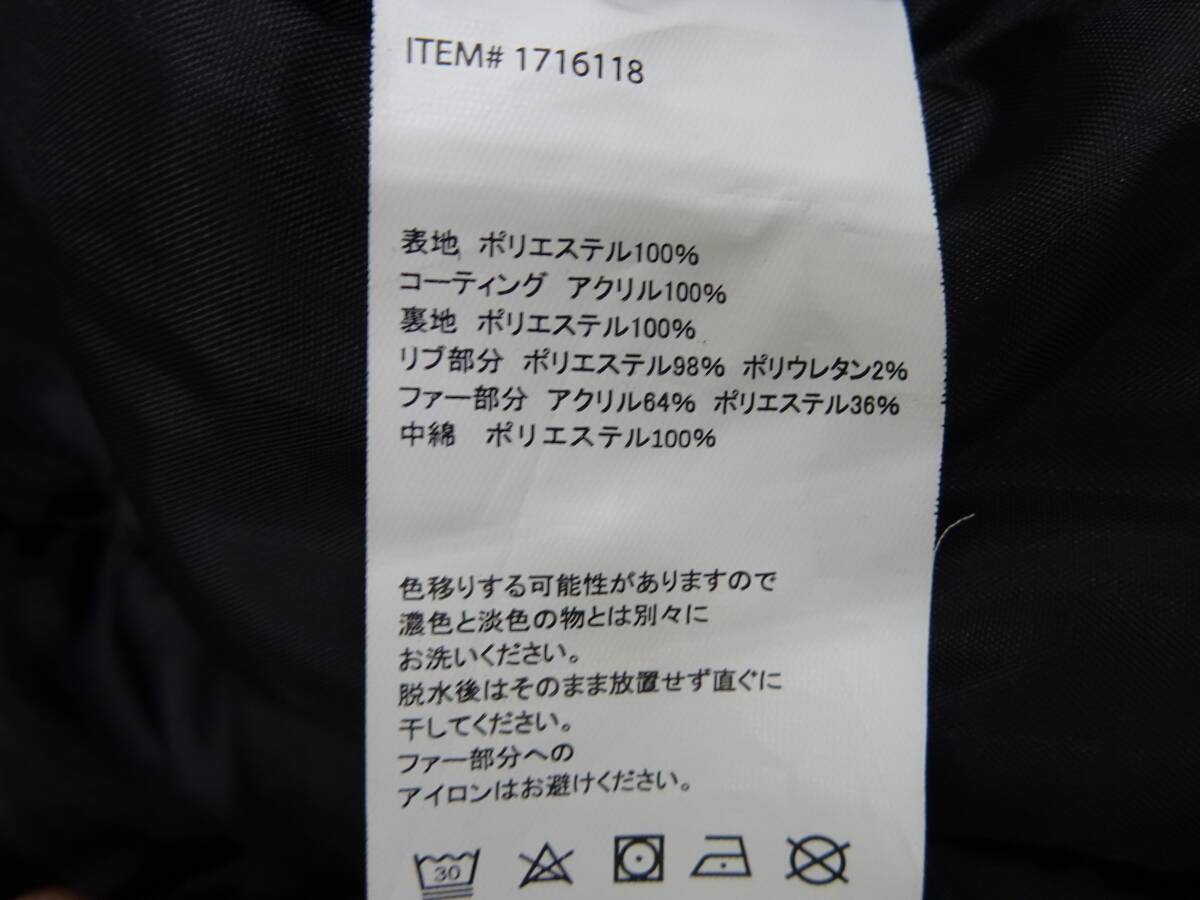 ITEM# 1716118
表地 ポリエステル100%
コーティング アクリル100%
裏地 ポリエステル100%
リブ部分 ポリエステル98% ポリウレタン2%
ファー部分 アクリル64% ポリエステル36%
中綿 ポリエステル100%
色移りする可能性がありますので
濃色と淡色の物とは別々に
お洗いください。
脱水後はそのまま放置せず直ぐに
干してください。
ファー部分への
アイロンはお避けください。
30